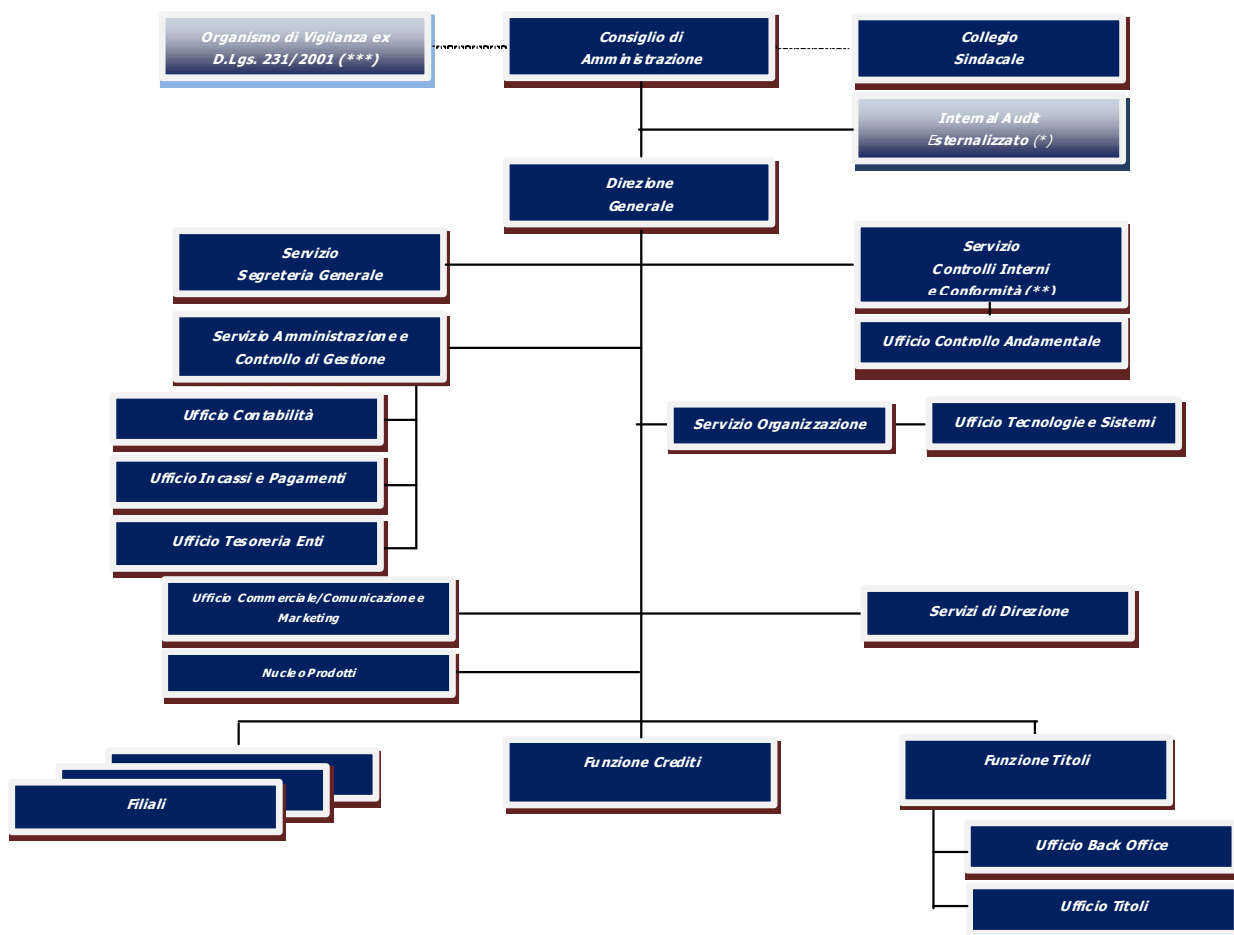 Organismo di Vigilanza ex
D.Lgs. 231/2001 (***)
Consiglio di
Amministrazione
Collegio
Sindacale
Internal Audit
Esternalizzato (*)
Direzione
Generale
Servizio
Segreteria Generale
Servizio
Controlli Interni
e Conformità (**)
Servizio Amministrazione e
Controllo di Gestione
Ufficio Controllo Andamentale
Ufficio Contabilità
Servizio Organizzazione
Ufficio Tecnologie e Sistemi
Ufficio Incassi e Pagamenti
Ufficio Tesoreria Enti
Ufficio Commerciale/Comunicazione e
Marketing
Servizi di Direzione
Nucleo Prodotti
Filiali
Funzione Crediti
Funzione Titoli
Ufficio Back Office
Ufficio Titoli